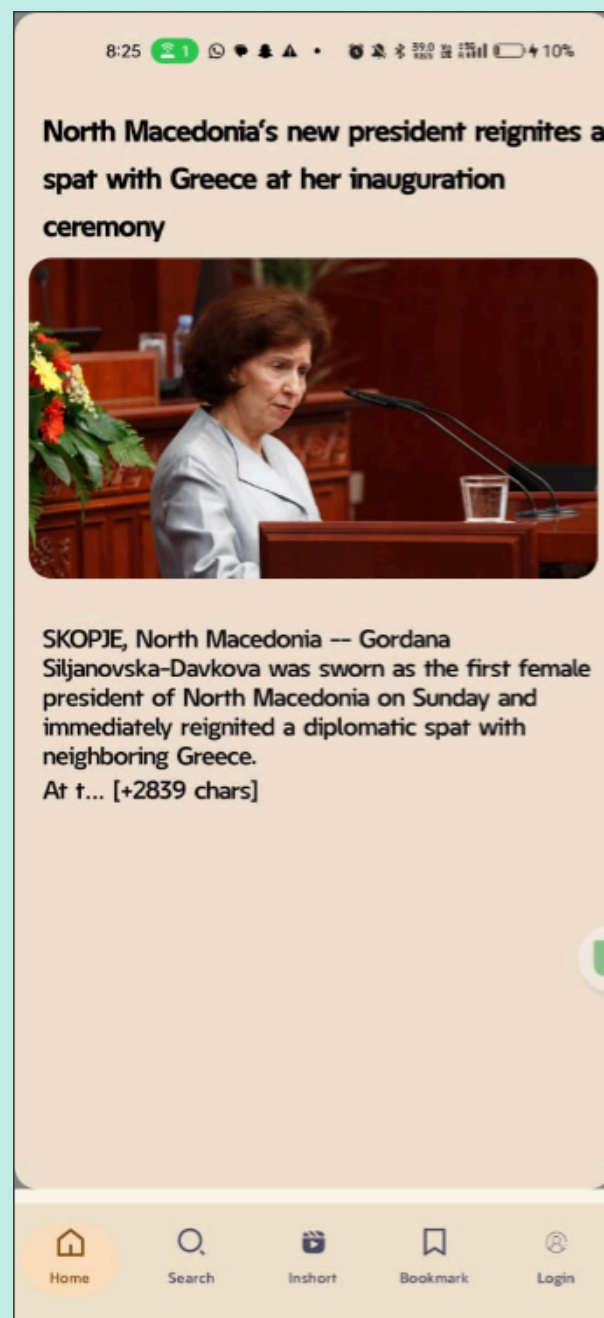 8:25 1 10%
North Macedonia's new president reignites a
spat with Greece at her inauguration
ceremony
SKOPJE, North Macedonia -- Gordana
Siljanovska-Davkova was sworn as the first female
president of North Macedonia on Sunday and
immediately reignited a diplomatic spat with
neighboring Greece.
At t... [+2839 chars]
Home Search Inshort Bookmark Login